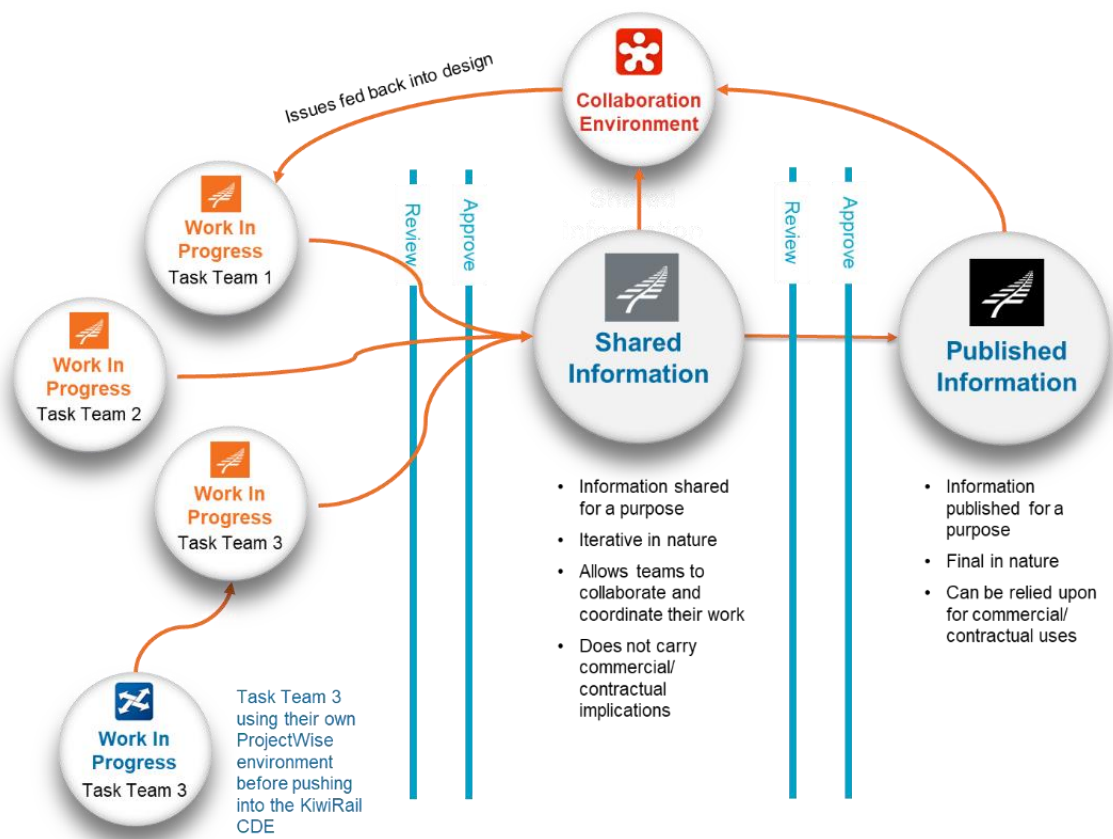 Collaboration
Environment
Issues fed back into design
Work In
Progress
Task Team 1
Work In
Progress
Task Team 2
Work In
Progress
Task Team 3
Work In
Progress
Task Team 3
Task Team 3
using their own
ProjectWise
environment
before pushing
into the KiwiRail
CDE
Review
Approve
Shared
Information
Shared
Information
• Information shared
for a purpose
• Iterative in nature
• Allows teams to
collaborate and
coordinate their work
• Does not carry
commercial/
contractual
implications
Review
Approve
Published
Information
• Information
published for a
purpose
• Final in nature
• Can be relied upon
for commercial/
contractual uses